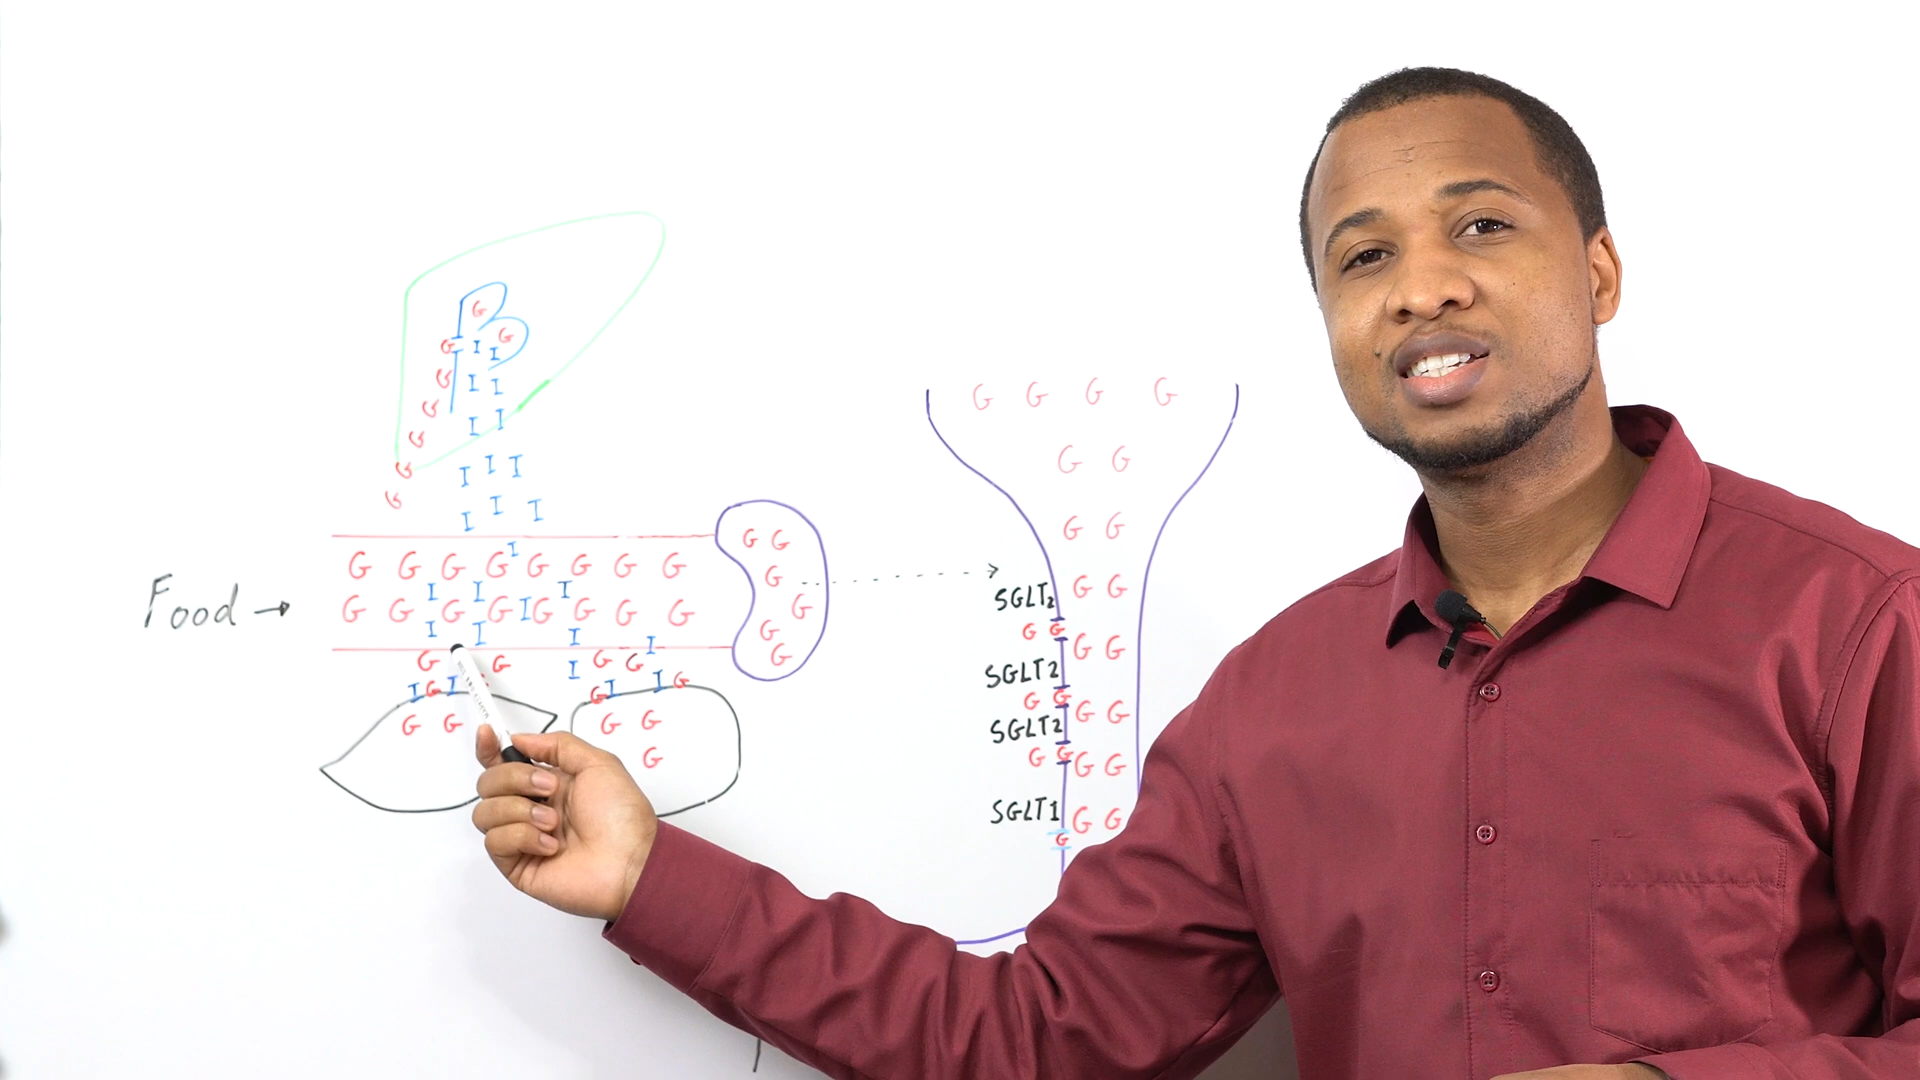 G
G
G I I
G I I
G
G I I
G I I I
G I I I
I
G G G G G G G G
I I I
Food → G G G G I G G G G
I I I I
G G I G G
I G I G I I G
G G G G
G
G G
G
G
G
G
G G G G
G G
G G
SGLT2 G G
G G G G
SGLT2
G G G G
SGLT2
G G G G
SGLT1 G G
G